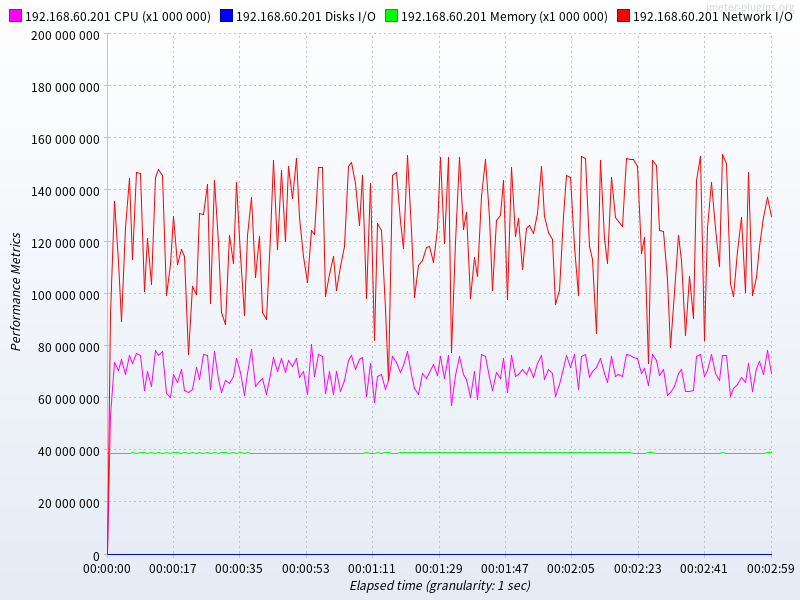 jmeter-plugins.org
192.168.60.201 CPU (x1 000 000) 192.168.60.201 Disks I/O 192.168.60.201 Memory (x1 000 000) 192.168.60.201 Network I/O
200 000 000
180 000 000
160 000 000
140 000 000
120 000 000
100 000 000
80 000 000
60 000 000
40 000 000
20 000 000
0
Performance Metrics
00:00:00 00:00:17 00:00:35 00:00:53 00:01:11 00:01:29 00:01:47 00:02:05 00:02:23 00:02:41 00:02:59
Elapsed time (granularity: 1 sec)